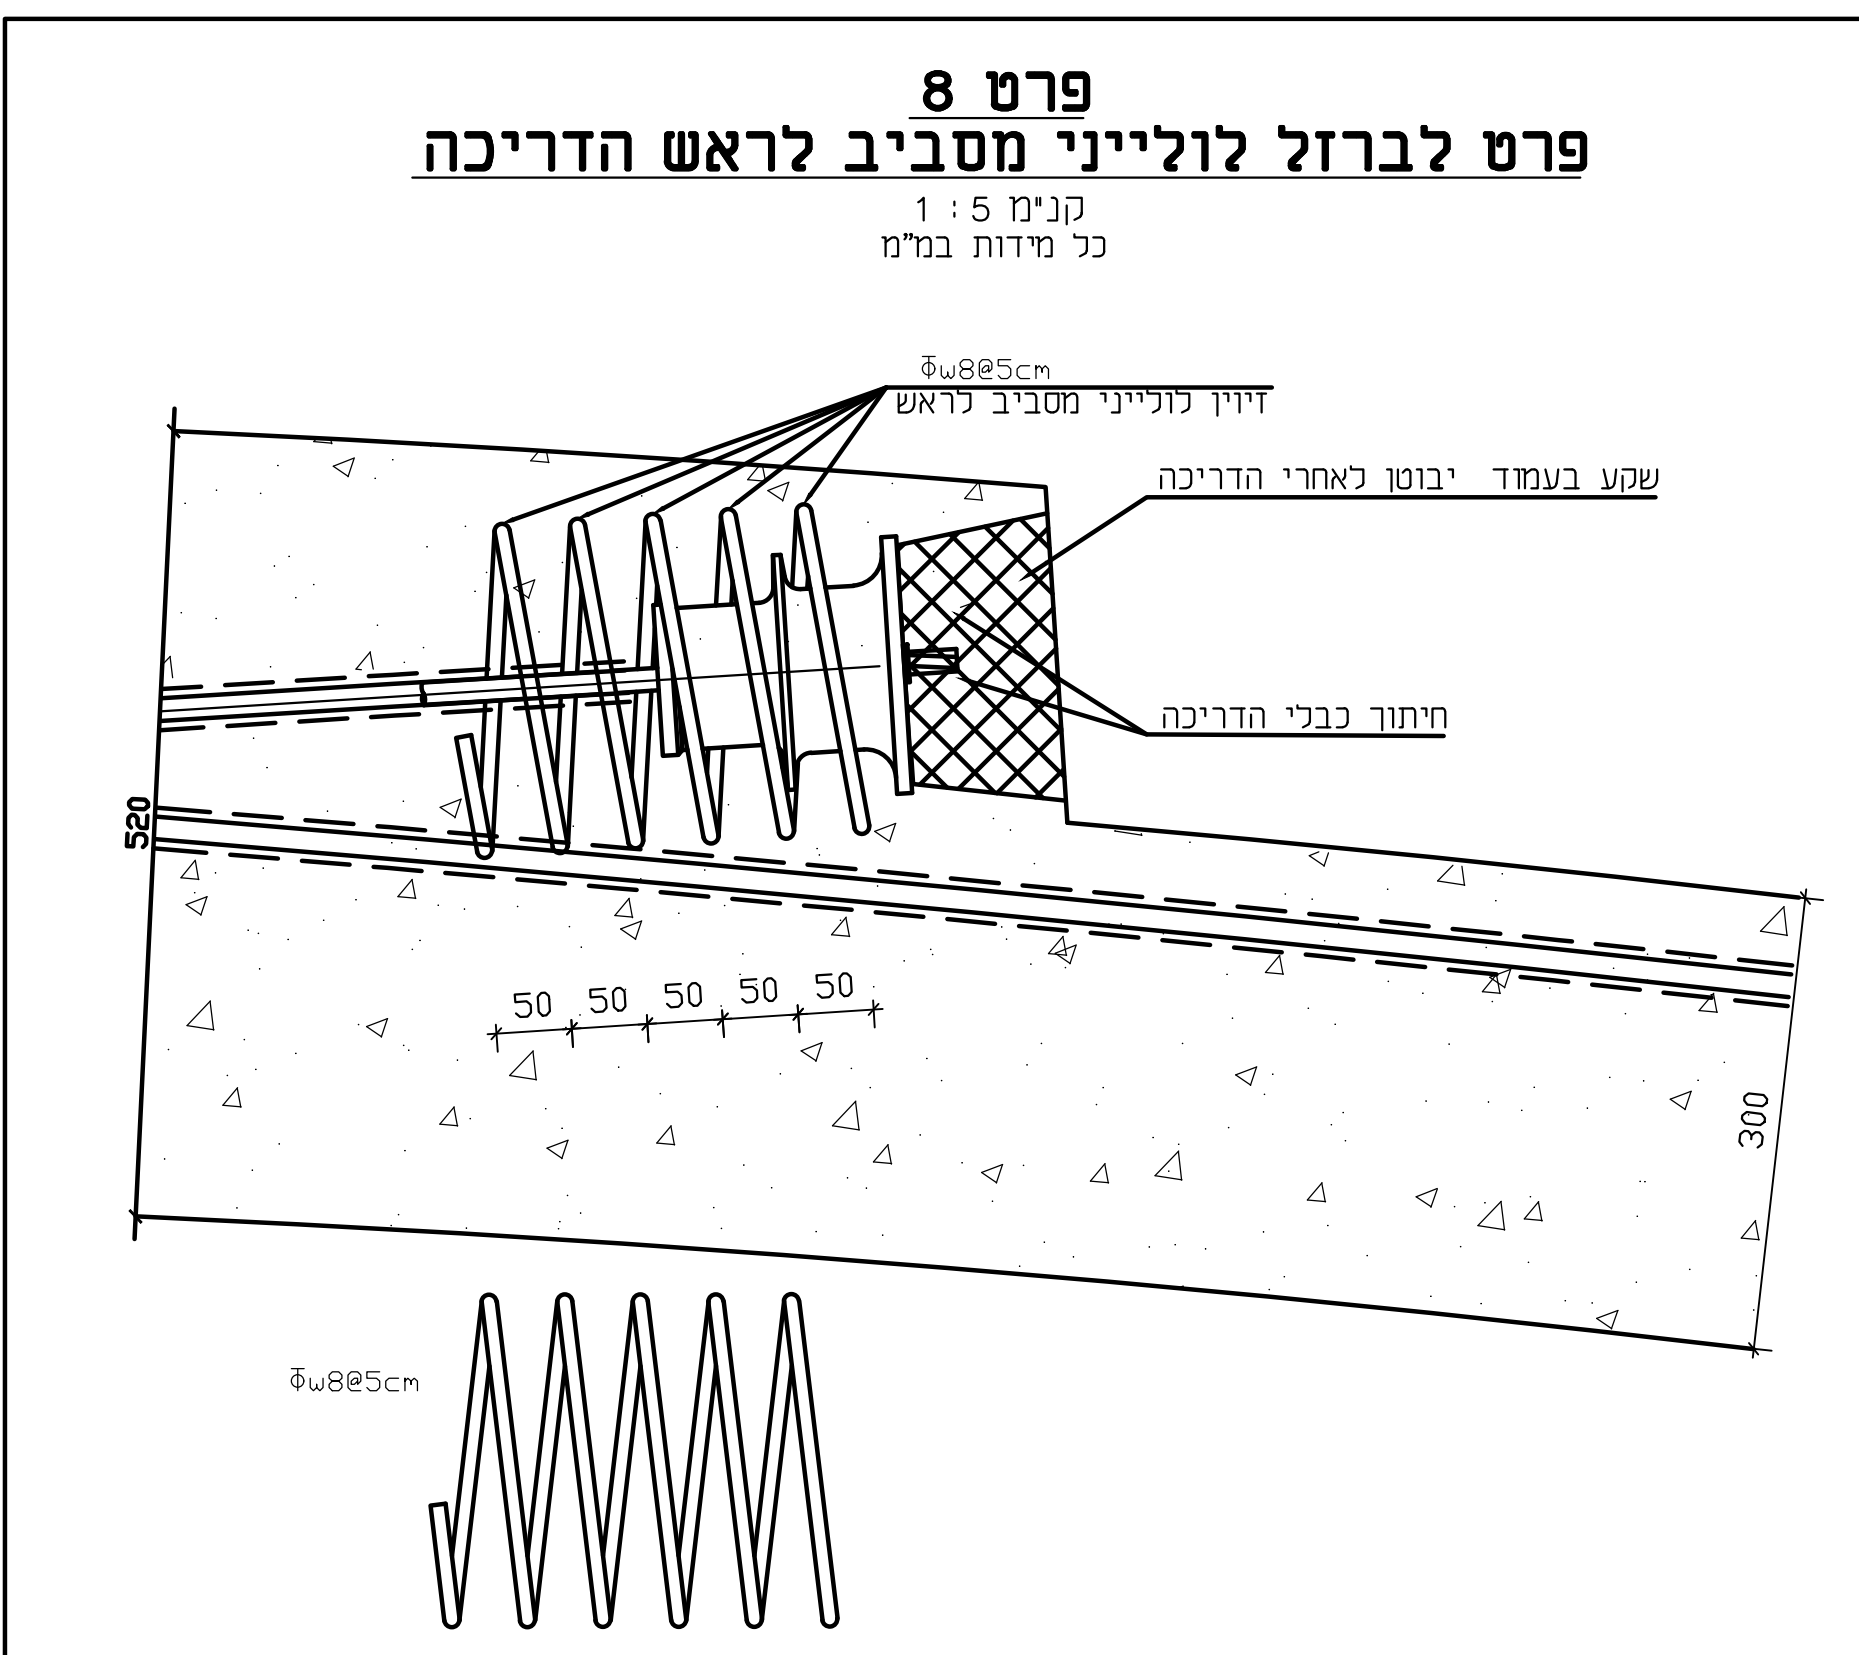 פרט 8
פרט לברזל לולייני מסביב לראש הדריכה
קנ"מ 5 : 1
כל מידות במ"מ
Φw8@5cm
זיוין לולייני מסביב לראש
שקע בעמוד יבוטן לאחרי הדריכה
חיתוך כבלי הדריכה
520
50 50 50 50 50
300
Φw8@5cm